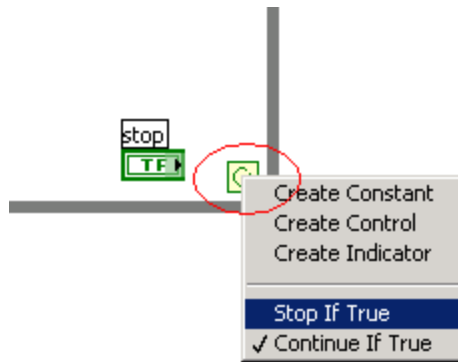 stop
TF
Create Constant
Create Control
Create Indicator
Stop If True
✓ Continue If True